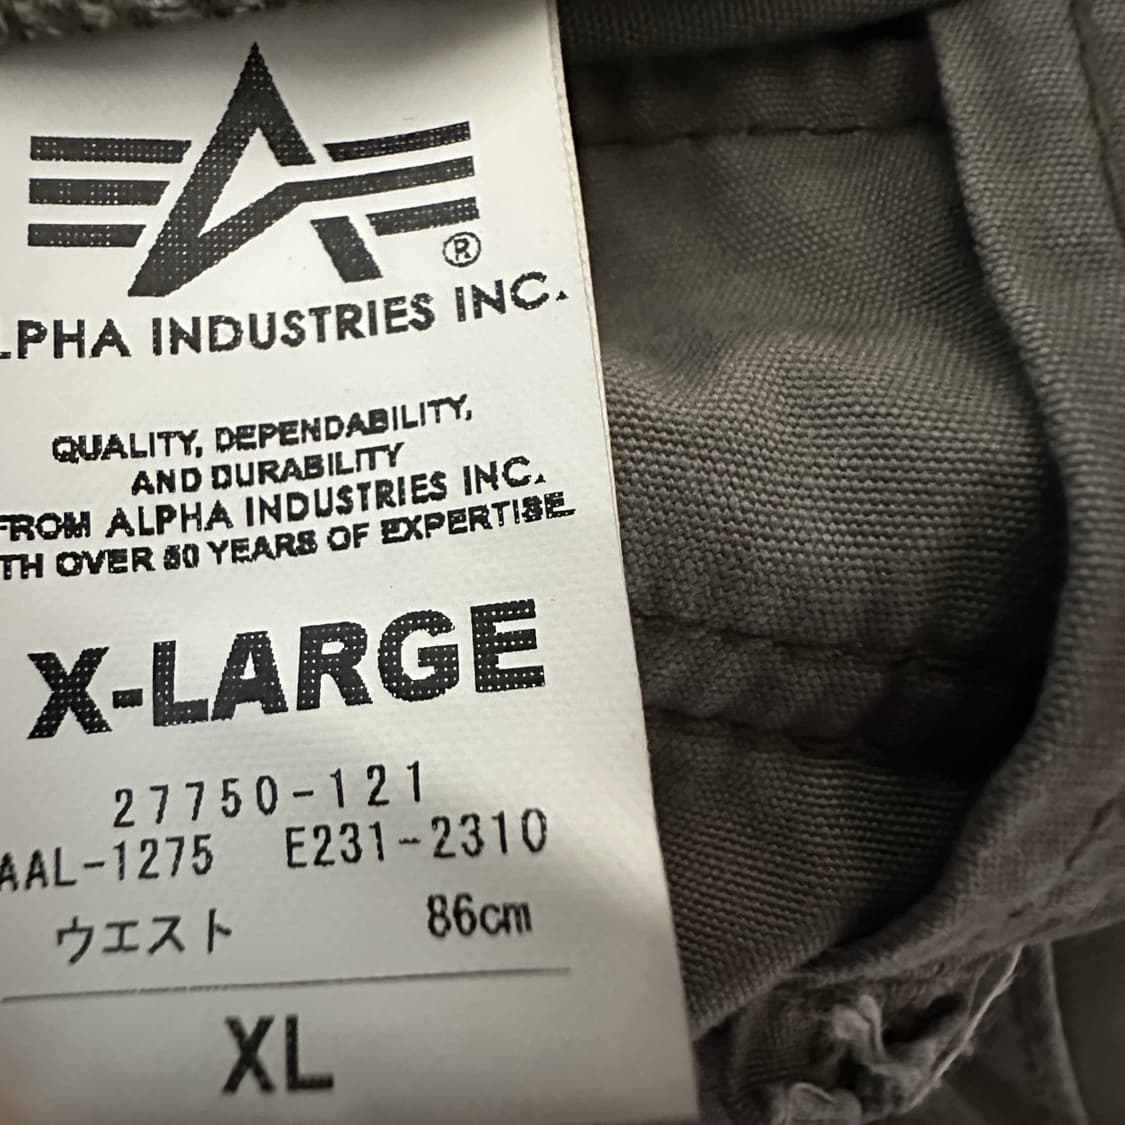 ®
LPHA INDUSTRIES INC.
QUALITY, DEPENDABILITY,
AND DURABILITY
FROM ALPHA INDUSTRIES INC.
TH OVER 50 YEARS OF EXPERTISE
X-LARGE
27750-121
AAL-1275 E231-2310
ウエスト 86cm
XL